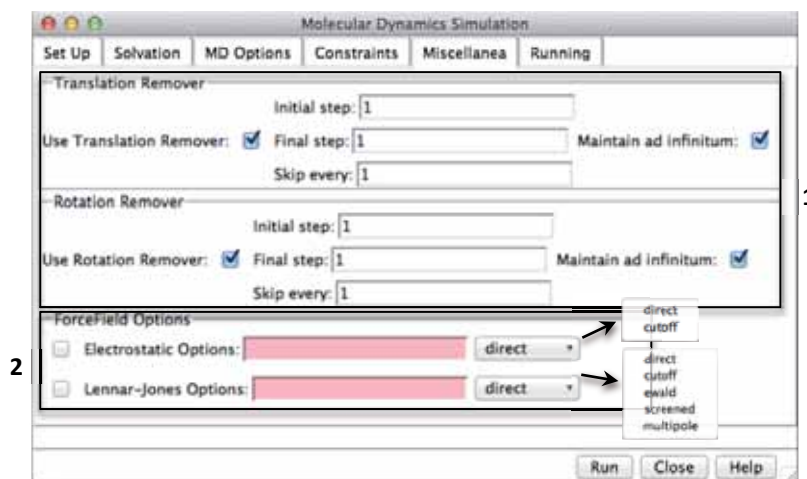 Molecular Dynamics Simulation
Set Up Solvation MD Options Constraints Miscellanea Running
Translation Remover
Initial step: 1
Use Translation Remover: Final step: 1 Maintain ad infinitum:
Skip every: 1
1
Rotation Remover
Initial step: 1
Use Rotation Remover: Final step: 1 Maintain ad infinitum:
Skip every: 1
ForceField Options
direct
cutoff
Electrostatic Options: direct
2
Lennar-Jones Options: direct
direct
cutoff
ewald
screened
multipole
Run Close Help